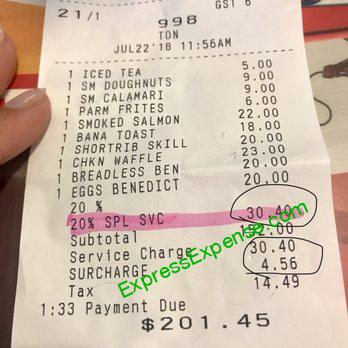 21/1
GST 6
998
TON
JUL22'18 11:56AM
1 ICED TEA 5.00
1 SM DOUGHNUTS 9.00
1 SM CALAMARI 9.00
1 PARM FRITES 6.00
1 SMOKED SALMON 22.00
1 BANA TOAST 18.00
1 SHORTRIB SKILL 23.00
1 CHKN WAFFLE 20.00
1 BREADLESS BEN 20.00
1 EGGS BENEDICT 20.00
20 %
20% SPL SVC 30.40
Subtotal 152.00
Service Charge 30.40
SURCHARGE 4.56
Tax 14.49
1:33 Payment Due
$201.45
ExpressExpense.com